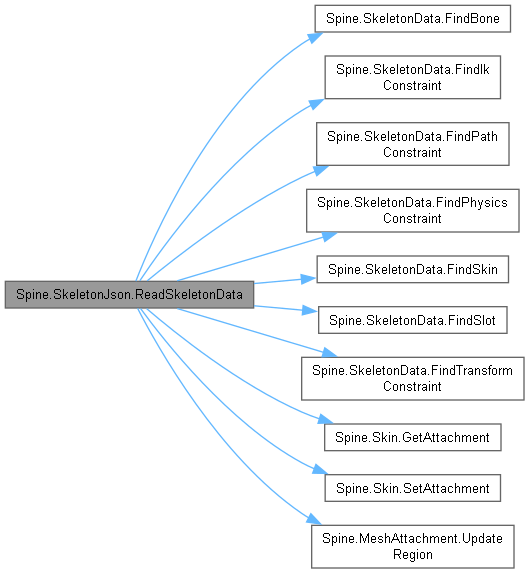 Spine.SkeletonData.FindBone
Spine.SkeletonData.FindIk
Constraint
Spine.SkeletonData.FindPath
Constraint
Spine.SkeletonData.FindPhysics
Constraint
Spine.SkeletonJson.ReadSkeletonData
Spine.SkeletonData.FindSkin
Spine.SkeletonData.FindSlot
Spine.SkeletonData.FindTransform
Constraint
Spine.Skin.GetAttachment
Spine.Skin.SetAttachment
Spine.MeshAttachment.Update
Region